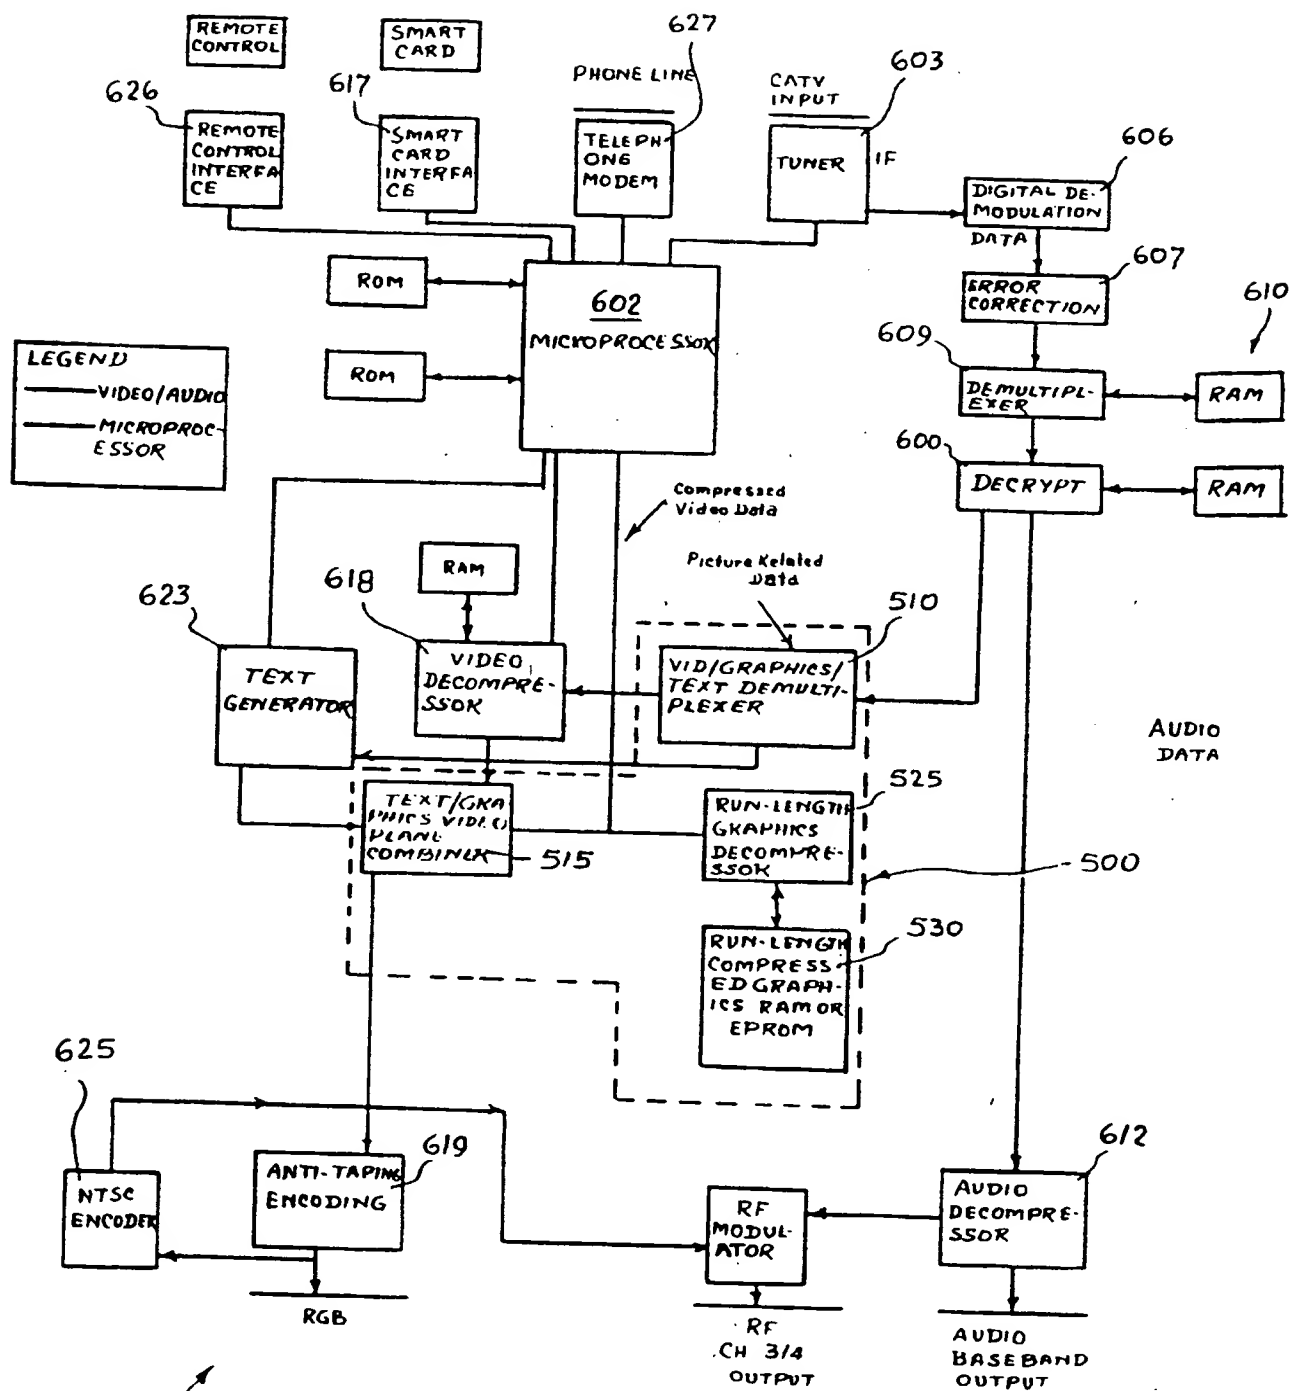 REMOTE
CONTROL
SMART
CARD
627
603
626
617
PHONE LINE
CATV
INPUT
606
REMOTE
CONTROL
INTERFA
CE
SMART
CARD
INTERFA
CE
TELEPH
ONG
MODEM
TUNER
IF
DIGITAL DE-
MODULATION
DATA
607
ROM
602
MICROPROCESSOR
ERROR
CORRECTION
610
609
LEGEND
VIDEO/AUDIO
MICROPROC-
ESSOR
ROM
DEMULTIPL-
EXER
RAM
600
DECRYPT
RAM
Compressed
Video Data
RAM
618
Picture Related
Data
510
623
TEXT
GENERATOR
VIDEO
DECOMPRE-
SSOR
VID/GRAPHICS/
TEXT DEMULTI-
PLEXER
AUDIO
DATA
TEXT/GRA
PHICS VIDEO
PLANE
COMBINER
515
RUN-LENGTH
GRAPHICS
DECOMPRE-
SSOR
525
500
RUN-LENGTH
COMPRESS
ED GRAPH-
ICS RAM OR
EPROM
530
625
619
612
NTSC
ENCODER
ANTI-TAPING
ENCODING
RF
MODUL-
ATOR
AUDIO
DECOMPRE-
SSOR
RGB
RF
CH 3/4
OUTPUT
AUDIO
BASEBAND
OUTPUT